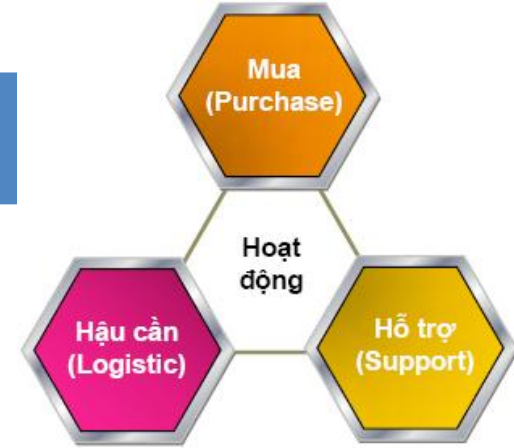 Mua
(Purchase)
Hoạt
động
Hậu cần
(Logistic)
Hỗ trợ
(Support)